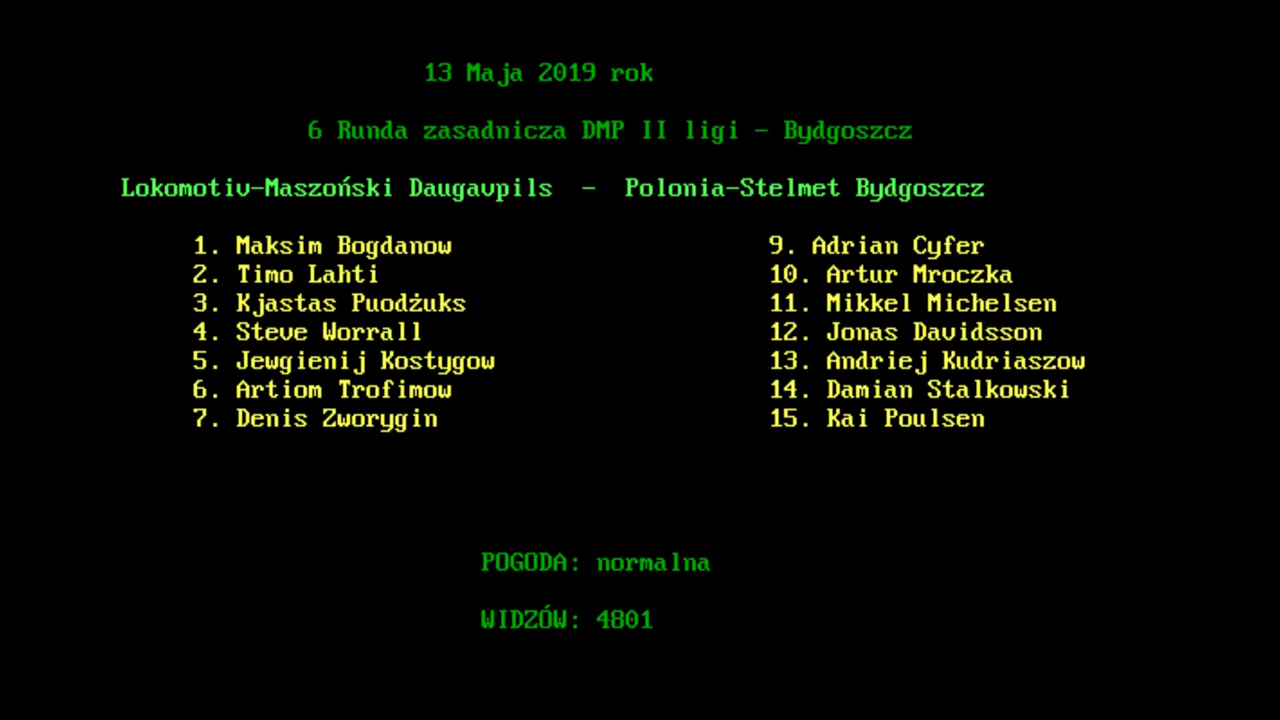 13 Maja 2019 rok
6 Runda zasadnicza DMP II ligi - Bydgoszcz
Lokomotiv-Maszoński Daugavpils - Polonia-Stelmet Bydgoszcz
1. Maksim Bogdanow 9. Adrian Cyfer
2. Timo Lahti 10. Artur Mroczka
3. Kjastas Puodżuks 11. Mikkel Michelsen
4. Steve Worrall 12. Jonas Davidsson
5. Jewgienij Kostygow 13. Andriej Kudriaszow
6. Artiom Trofimow 14. Damian Stalkowski
7. Denis Zworygin 15. Kai Poulsen
POGODA: normalna
WIDZÓW: 4801